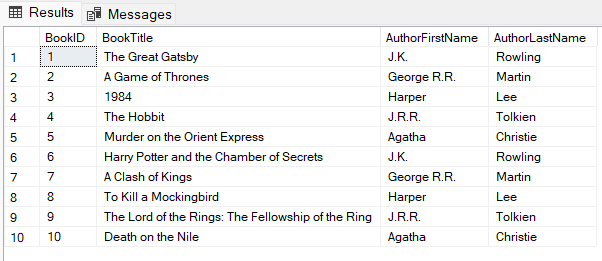 Results Messages
BookID BookTitle AuthorFirstName AuthorLastName
1 1 The Great Gatsby J.K. Rowling
2 2 A Game of Thrones George R.R. Martin
3 3 1984 Harper Lee
4 4 The Hobbit J.R.R. Tolkien
5 5 Murder on the Orient Express Agatha Christie
6 6 Harry Potter and the Chamber of Secrets J.K. Rowling
7 7 A Clash of Kings George R.R. Martin
8 8 To Kill a Mockingbird Harper Lee
9 9 The Lord of the Rings: The Fellowship of the Ring J.R.R. Tolkien
10 10 Death on the Nile Agatha Christie